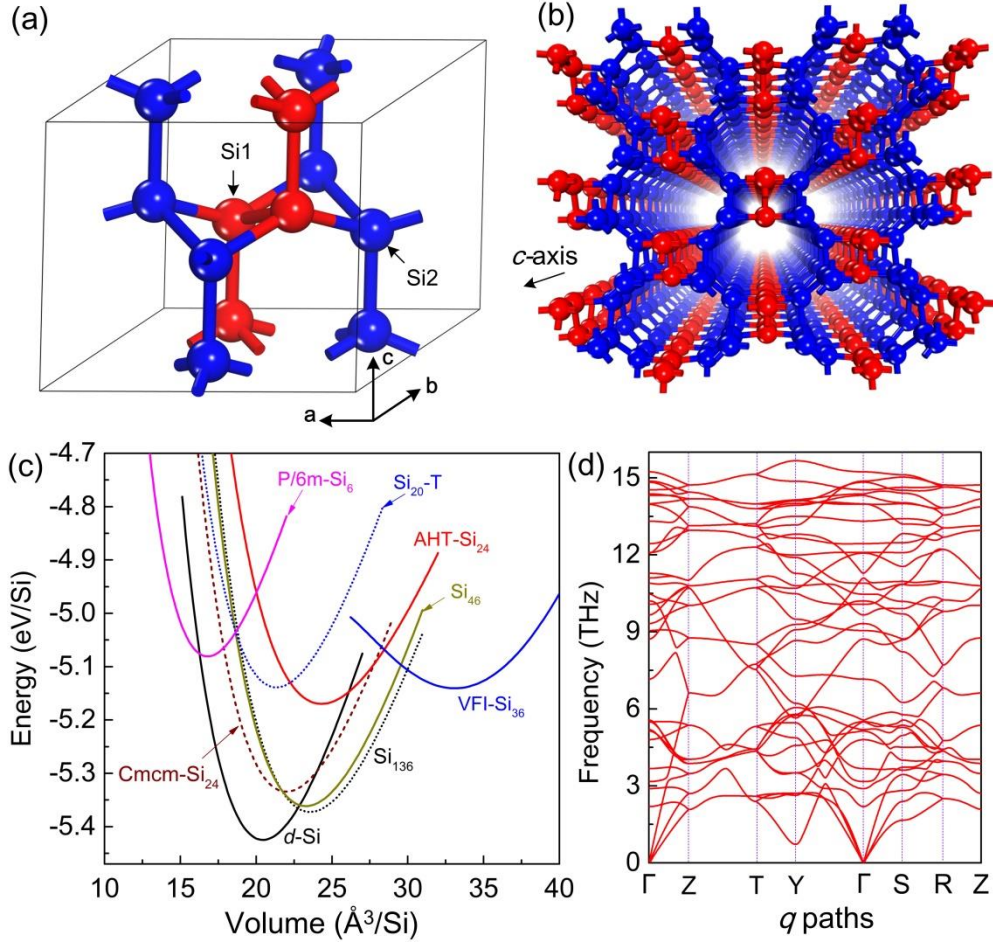 (a)
Si1
Si2
c
b
a
(b)
c-axis
(c)
-4.7
-4.8
-4.9
-5.0
-5.1
-5.2
-5.3
-5.4
Energy (eV/Si)
P/6m-Si₆
Si₂₀-T
AHT-Si₂₄
Si₄₆
VFI-Si₃₆
Si₁₃₆
Cmcm-Si₂₄
d-Si
10 15 20 25 30 35 40
Volume (Å³/Si)
(d)
15
12
9
6
3
0
Frequency (THz)
Γ Z T Y Γ S R Z
q paths